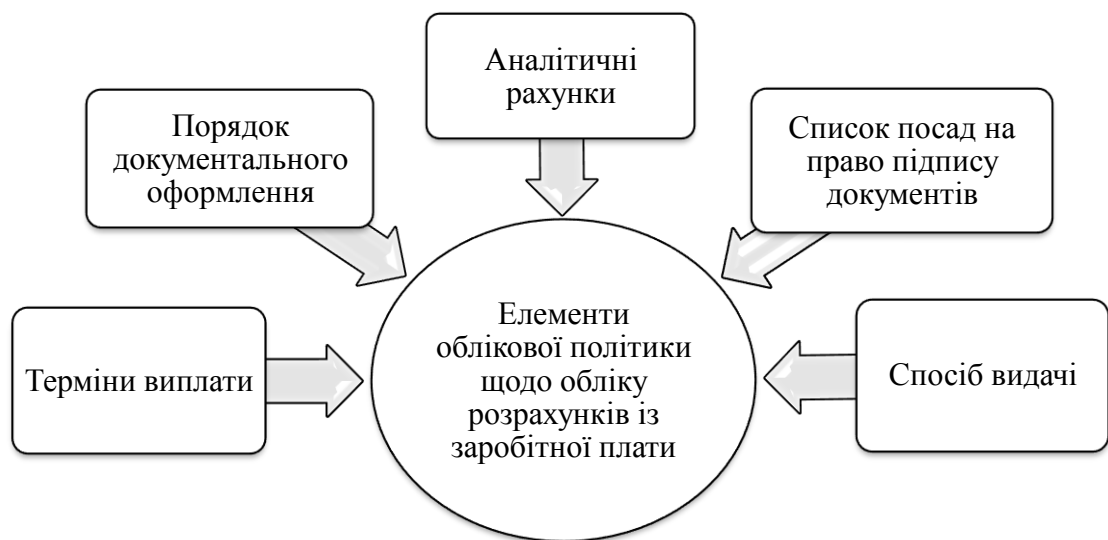 Аналітичні
рахунки
Порядок
документального
оформлення
Список посад на
право підпису
документів
Терміни виплати
Елементи
облікової політики
щодо обліку
розрахунків із
заробітної плати
Спосіб видачі